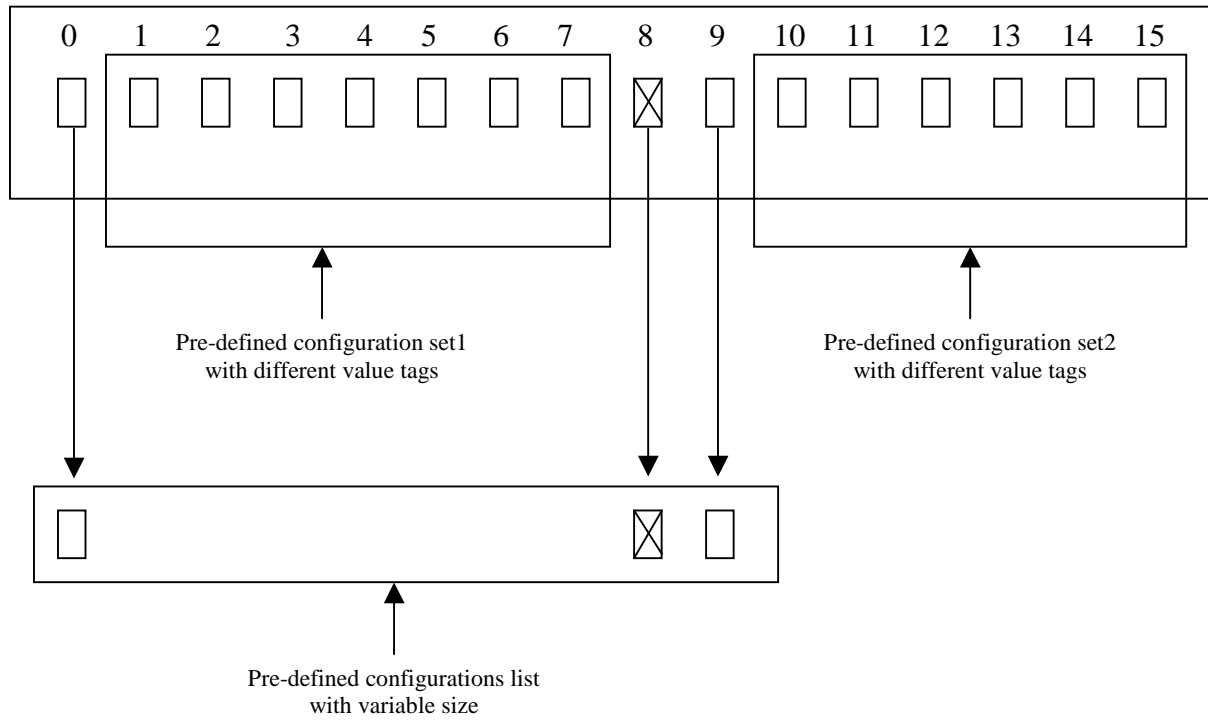 0 1 2 3 4 5 6 7 8 9 10 11 12 13 14 15
Pre-defined configuration set1
with different value tags
Pre-defined configuration set2
with different value tags
Pre-defined configurations list
with variable size